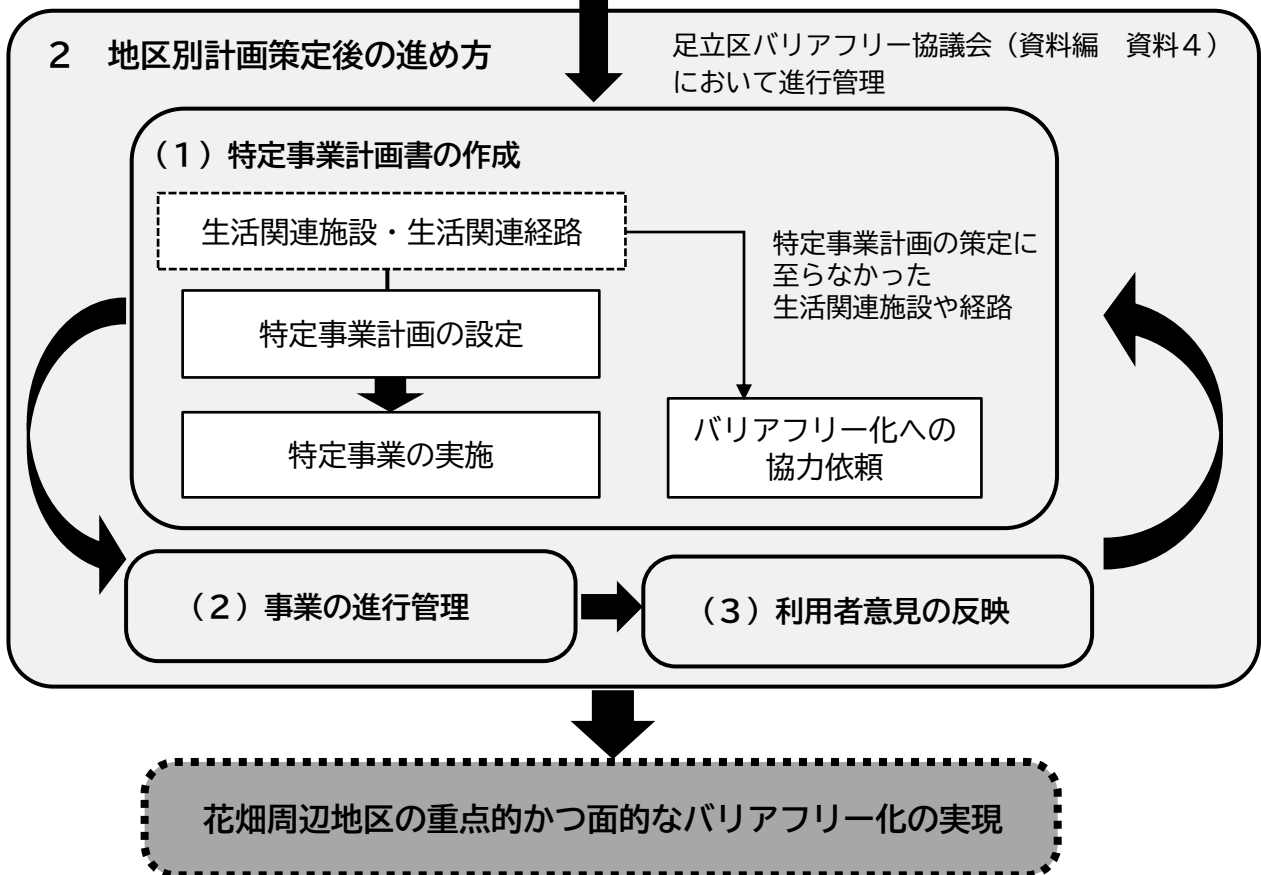 2　地区別計画策定後の進め方
足立区バリアフリー協議会（資料編　資料4）
において進行管理
（1）特定事業計画書の作成
生活関連施設・生活関連経路
特定事業計画の策定に
至らなかった
生活関連施設や経路
特定事業計画の設定
特定事業の実施
バリアフリー化への
協力依頼
（2）事業の進行管理
（3）利用者意見の反映
花畑周辺地区の重点的かつ面的なバリアフリー化の実現